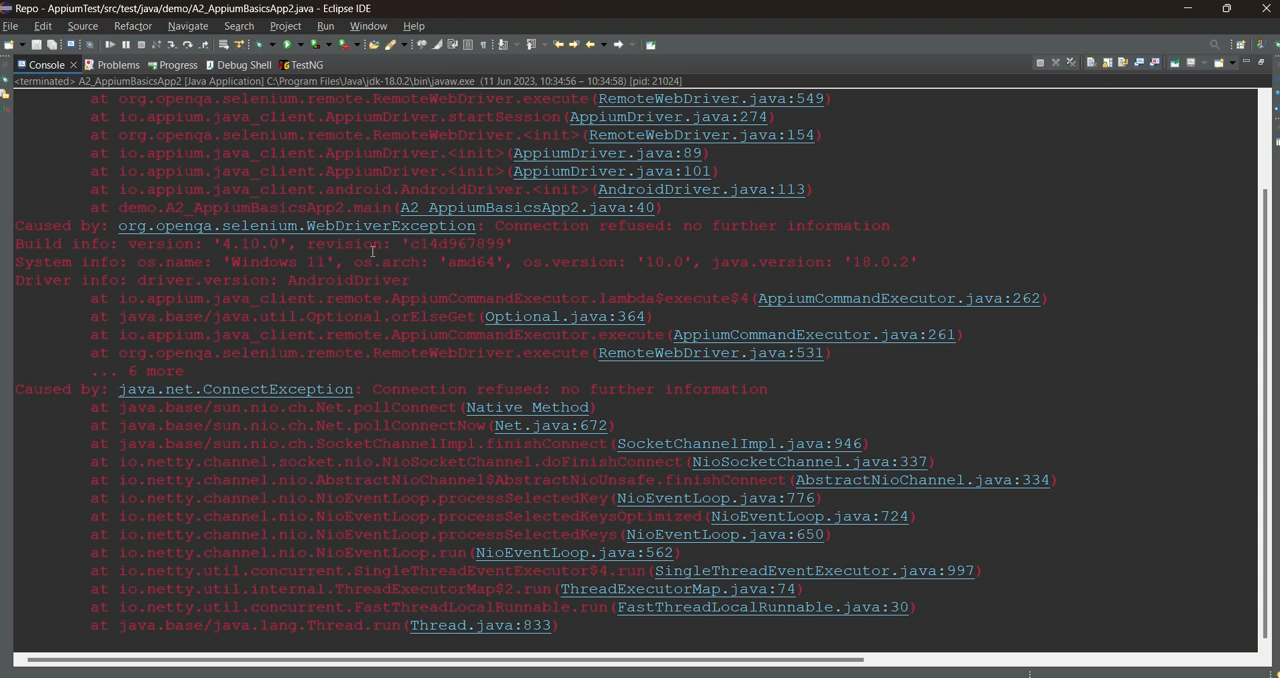 Repo - AppiumTest/src/test/java/demo/A2_AppiumBasicsApp2.java - Eclipse IDE
File Edit Source Refactor Navigate Search Project Run Window Help
Console Problems Progress Debug Shell TestNG
<terminated> A2_AppiumBasicsApp2 [Java Application] C:\Program Files\Java\jdk-18.0.2\bin\javaw.exe (11 Jun 2023, 10:34:56 – 10:34:58) [pid: 21024]
at org.openqa.selenium.remote.RemoteWebDriver.execute(RemoteWebDriver.java:549)
at io.appium.java_client.AppiumDriver.startSession(AppiumDriver.java:274)
at org.openqa.selenium.remote.RemoteWebDriver.<init>(RemoteWebDriver.java:154)
at io.appium.java_client.AppiumDriver.<init>(AppiumDriver.java:89)
at io.appium.java_client.AppiumDriver.<init>(AppiumDriver.java:101)
at io.appium.java_client.android.AndroidDriver.<init>(AndroidDriver.java:113)
at demo.A2_AppiumBasicsApp2.main(A2_AppiumBasicsApp2.java:40)
Caused by: org.openqa.selenium.WebDriverException: Connection refused: no further information
Build info: version: '4.10.0', revision: 'c14d967899'
System info: os.name: 'Windows 11', os.arch: 'amd64', os.version: '10.0', java.version: '18.0.2'
Driver info: driver.version: AndroidDriver
at io.appium.java_client.remote.AppiumCommandExecutor.lambda$execute$4(AppiumCommandExecutor.java:262)
at java.base/java.util.Optional.orElseGet(Optional.java:364)
at io.appium.java_client.remote.AppiumCommandExecutor.execute(AppiumCommandExecutor.java:261)
at org.openqa.selenium.remote.RemoteWebDriver.execute(RemoteWebDriver.java:531)
... 6 more
Caused by: java.net.ConnectException: Connection refused: no further information
at java.base/sun.nio.ch.Net.pollConnect(Native Method)
at java.base/sun.nio.ch.Net.pollConnectNow(Net.java:672)
at java.base/sun.nio.ch.SocketChannelImpl.finishConnect(SocketChannelImpl.java:946)
at io.netty.channel.socket.nio.NioSocketChannel.doFinishConnect(NioSocketChannel.java:337)
at io.netty.channel.nio.AbstractNioChannel$AbstractNioUnsafe.finishConnect(AbstractNioChannel.java:334)
at io.netty.channel.nio.NioEventLoop.processSelectedKey(NioEventLoop.java:776)
at io.netty.channel.nio.NioEventLoop.processSelectedKeysOptimized(NioEventLoop.java:724)
at io.netty.channel.nio.NioEventLoop.processSelectedKeys(NioEventLoop.java:650)
at io.netty.channel.nio.NioEventLoop.run(NioEventLoop.java:562)
at io.netty.util.concurrent.SingleThreadEventExecutor$4.run(SingleThreadEventExecutor.java:997)
at io.netty.util.internal.ThreadExecutorMap$2.run(ThreadExecutorMap.java:74)
at io.netty.util.concurrent.FastThreadLocalRunnable.run(FastThreadLocalRunnable.java:30)
at java.base/java.lang.Thread.run(Thread.java:833)